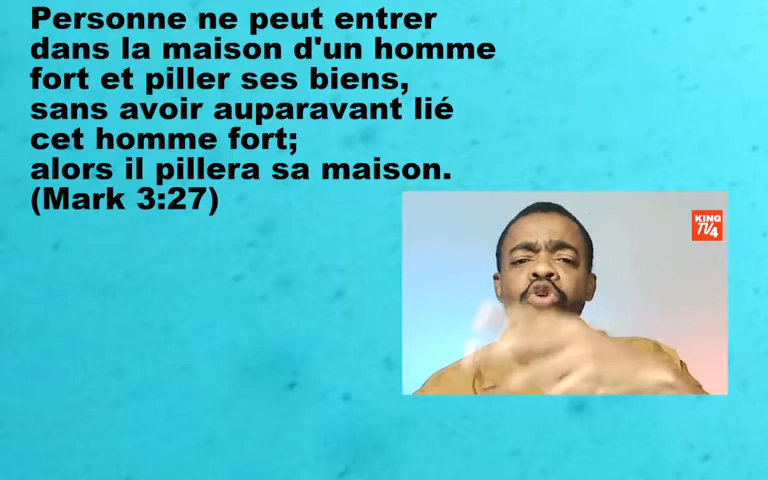 Personne ne peut entrer
dans la maison d'un homme
fort et piller ses biens,
sans avoir auparavant lié
cet homme fort;
alors il pillera sa maison.
(Mark 3:27)
KING
TV4